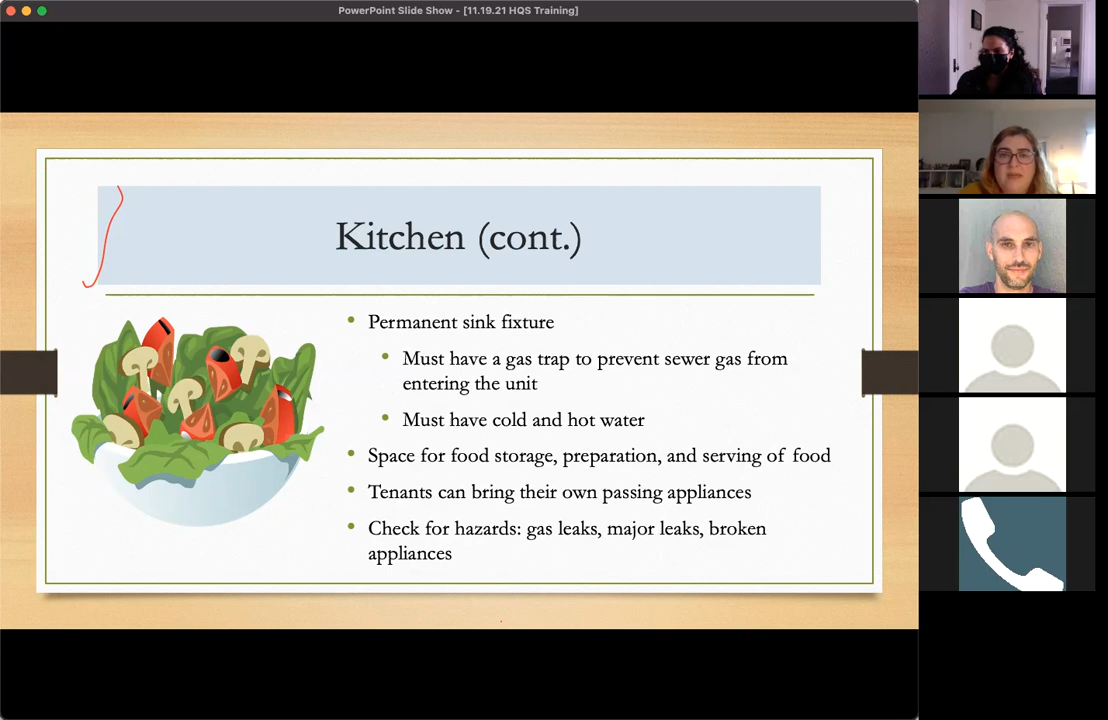 PowerPoint Slide Show - [11.19.21 HQS Training]
Kitchen (cont.)
Permanent sink fixture
Must have a gas trap to prevent sewer gas from
entering the unit
Must have cold and hot water
Space for food storage, preparation, and serving of food
Tenants can bring their own passing appliances
Check for hazards: gas leaks, major leaks, broken
appliances